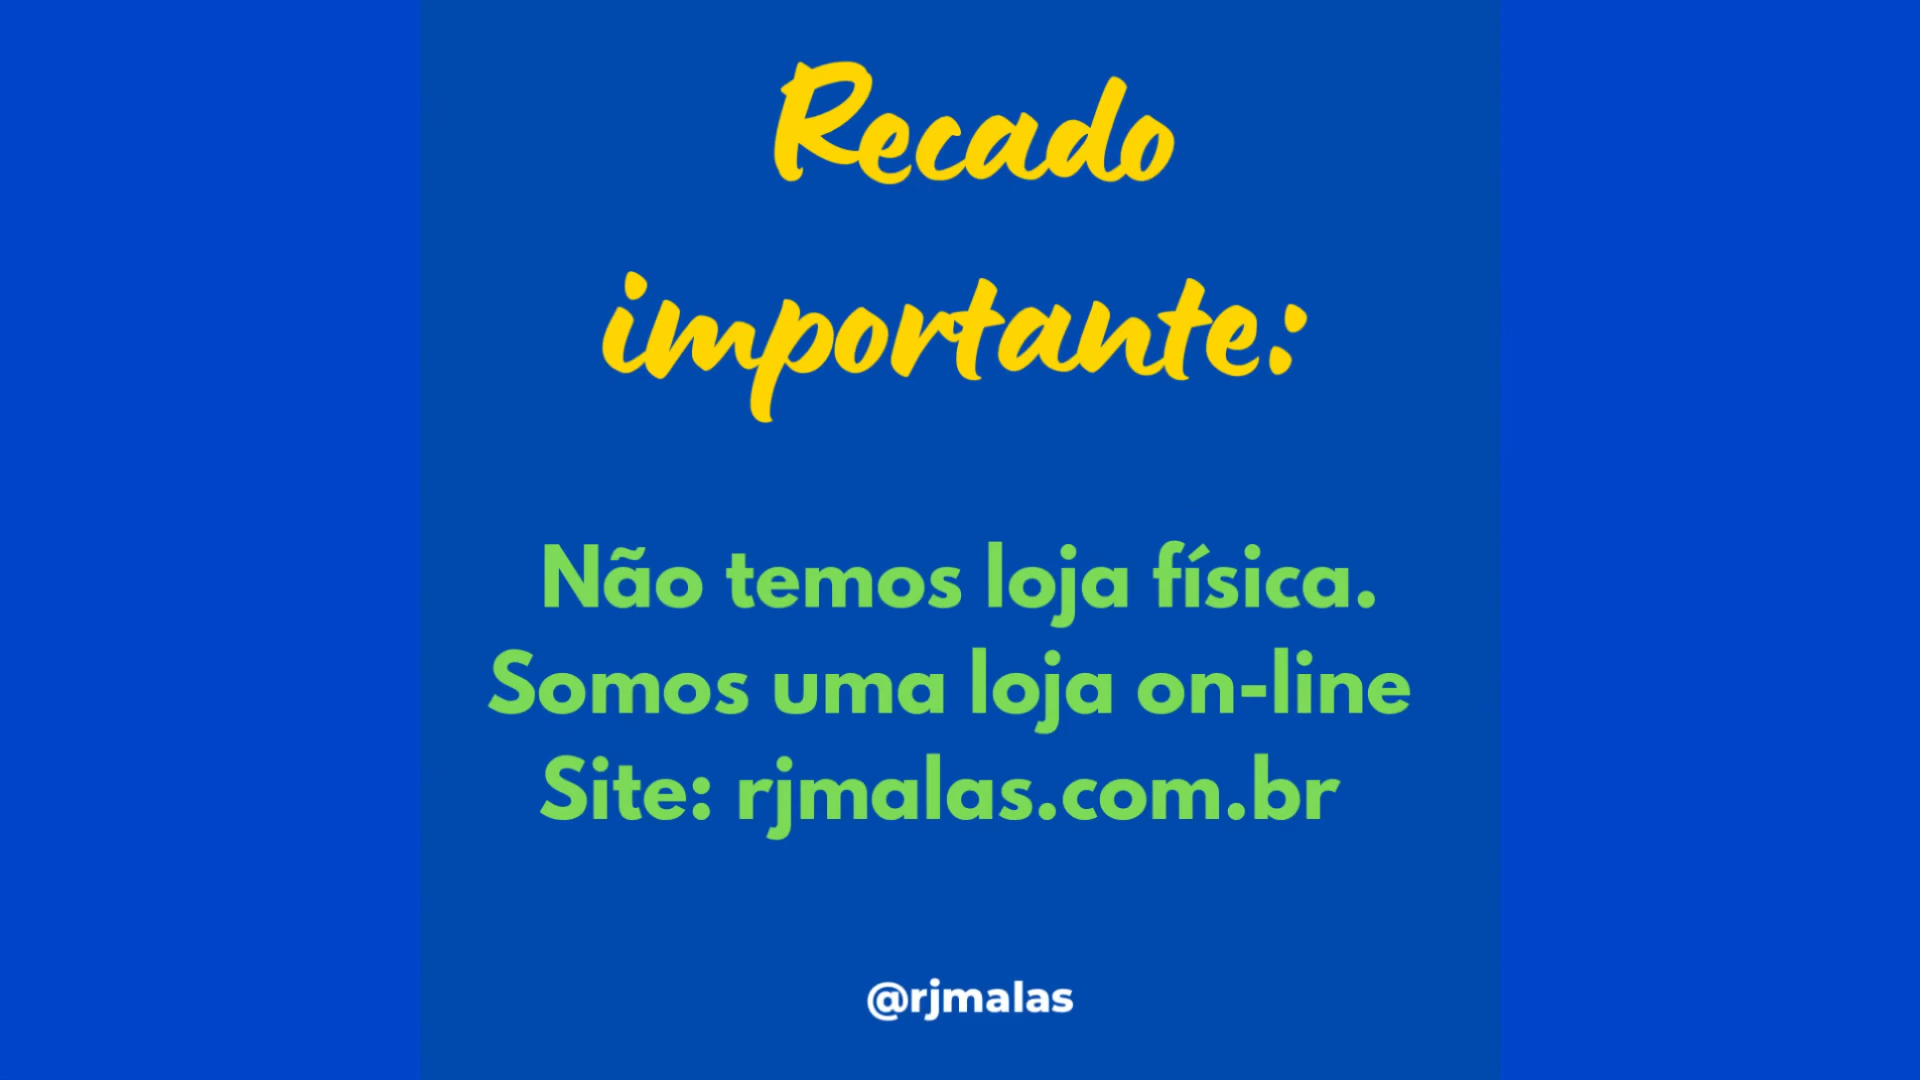 Recado
importante:
Não temos loja física.
Somos uma loja on-line
Site: rjmalas.com.br
@rjmalas